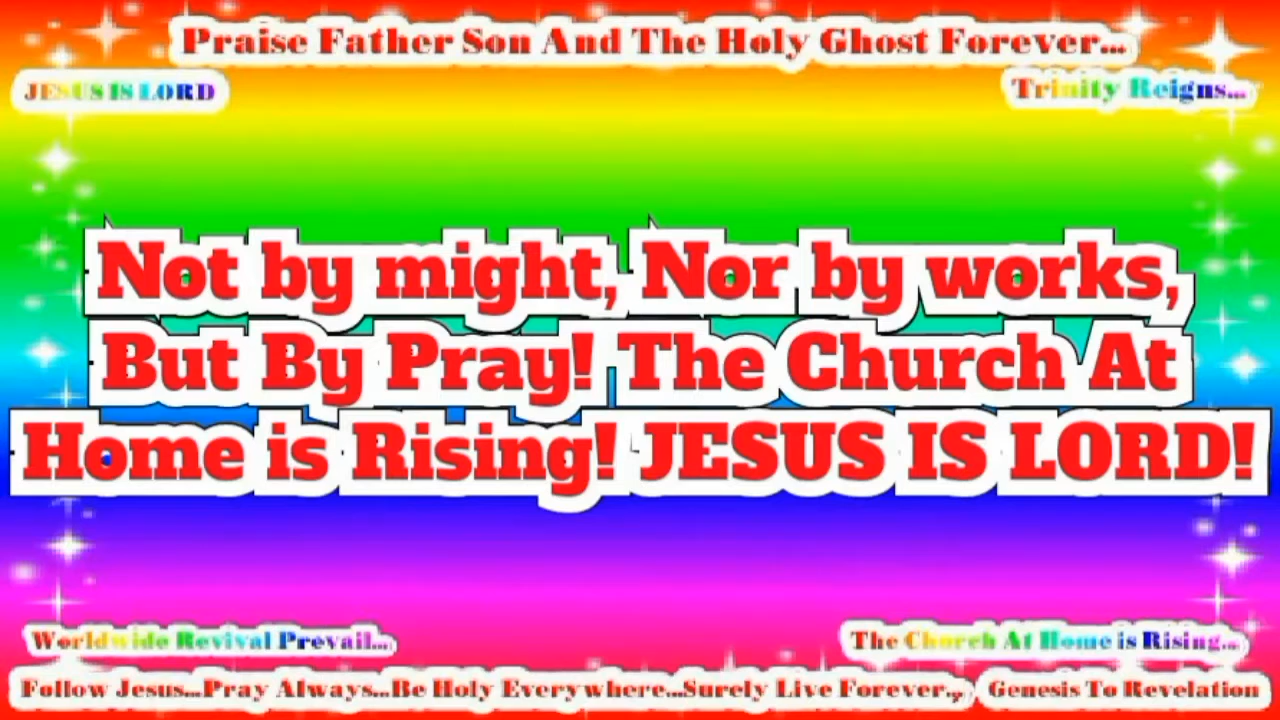 Praise Father Son And The Holy Ghost Forever...
JESUS IS LORD
Trinity Reigns...
Not by might, Nor by works,
But By Pray! The Church At
Home is Rising! JESUS IS LORD!
Worldwide Revival Prevail...
The Church At Home is Rising...
Follow Jesus...Pray Always...Be Holy Everywhere...Surely Live Forever.., Genesis To Revelation